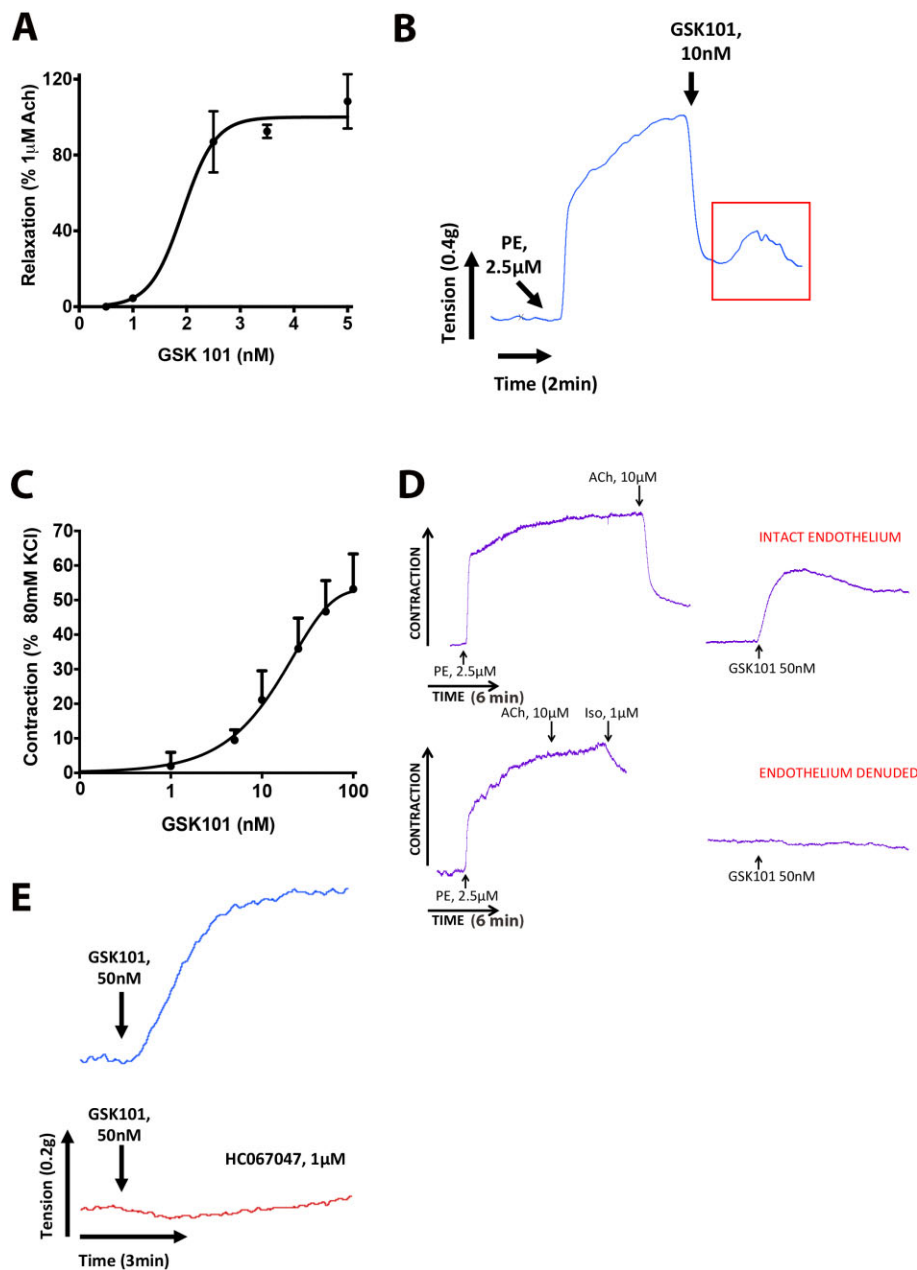 A
Relaxation (% 1μM Ach)
120
80
40
0
0
1
2
3
4
5
GSK 101 (nM)
B
GSK101,
10nM
PE,
2.5μM
Tension (0.4g)
Time (2min)
C
Contraction (% 80mM KCl)
70
60
50
40
30
20
10
0
0
1
10
100
GSK101 (nM)
D
ACh, 10μM
INTACT ENDOTHELIUM
CONTRACTION
PE, 2.5μM
GSK101 50nM
TIME (6 min)
ACh, 10μM
Iso, 1μM
ENDOTHELIUM DENUDED
CONTRACTION
PE, 2.5μM
GSK101 50nM
TIME (6 min)
E
GSK101,
50nM
GSK101,
50nM
HC067047, 1μM
Tension (0.2g)
Time (3min)